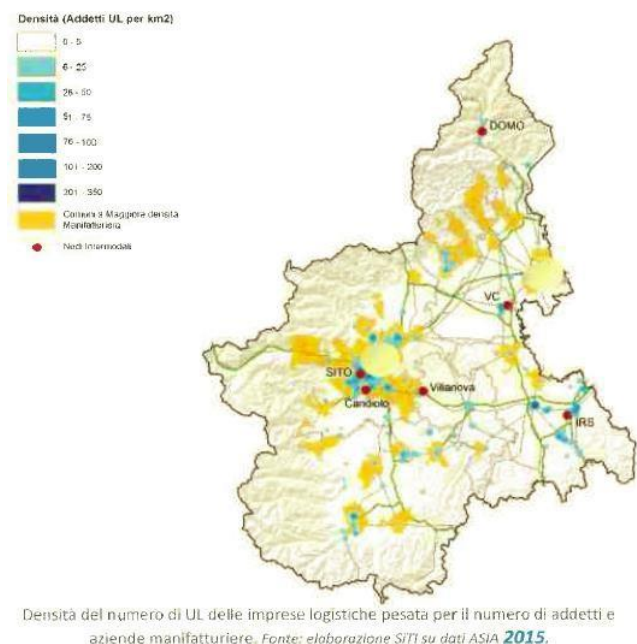 Densità (Addetti UL per km2)
0 - 5
6 - 25
26 - 50
51 - 75
76 - 100
101 - 200
201 - 350
Comuni a Maggiore densità
Manifatturiera
Nodi Intermodali
DOMO
VC
SITO
Candiolo
Villanova
IRS
Densità del numero di UL delle imprese logistiche pesata per il numero di addetti e
aziende manifatturiere. Fonte: elaborazione SiTI su dati ASIA 2015.